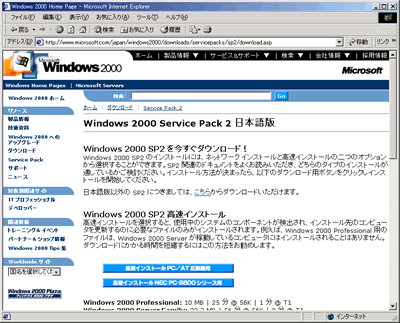 Windows 2000 Home Page - Microsoft Internet Explorer
ファイル(F) 編集(E) 表示(V) お気に入り(A) ツール(T) ヘルプ(H)
戻る 検索 お気に入り 履歴
アドレス(D) http://www.microsoft.com/japan/windows2000/downloads/servicepacks/sp2/download.asp 移動 リンク
製品情報 サービス&サポート 検索 ホーム 採用情報
Microsoft
Windows 2000
Microsoft
Windows Home Pages | Microsoft Servers
Windows 2000 ホーム
検索:
Go
リソース
製品情報
技術資料
Windows 2000 への
アップグレード
ダウンロード
Service Pack
サポート
ニュース
対象別関連サイト
IT プロフェッショナル
デベロッパー
関連情報
トレーニング & イベント
パートナー & ショップ情報
Windows 2000 Tips 集
Worldwide サイト
国名を選択してく
Windows 2000 Plaza
ホーム ダウンロード Service Pack 2
Windows 2000 Service Pack 2 日本語版
Windows 2000 SP2 を今すぐダウンロード!
Windows 2000 SP2 のインストールには、ネットワーク インストールと高速インストールの二つのオプション
から選択することができます。SP2 関連のドキュメントをよくお読みいただき、どちらのタイプのインストールが
適しているかご検討ください。インストール方法が決まったら、以下のダウンロード用ボタンをクリックしインスト
ールを開始してください。
日本語版以外の SP2 につきましては、こちらからダウンロードいただけます。
Windows 2000 SP2 高速インストール
高速インストールを選択すると、使用中のシステムのコンポーネントが検出され、インストール先のコンピュータ
を更新するのに必要なファイルのみがインストールされます。例えば、Windows 2000 Professional 用の
ファイルは、Windows 2000 Server が稼働しているコンピュータにはインストールされることはありません。
ダウンロードにかかる時間を短縮するにはこの方法をお勧めします。
高速インストール PC/AT 互換機用
高速インストール NEC PC-9800 シリーズ用
Windows 2000 Professional: 10 MB | 25 分 @ 56K | 1 分 @ T1
インターネット